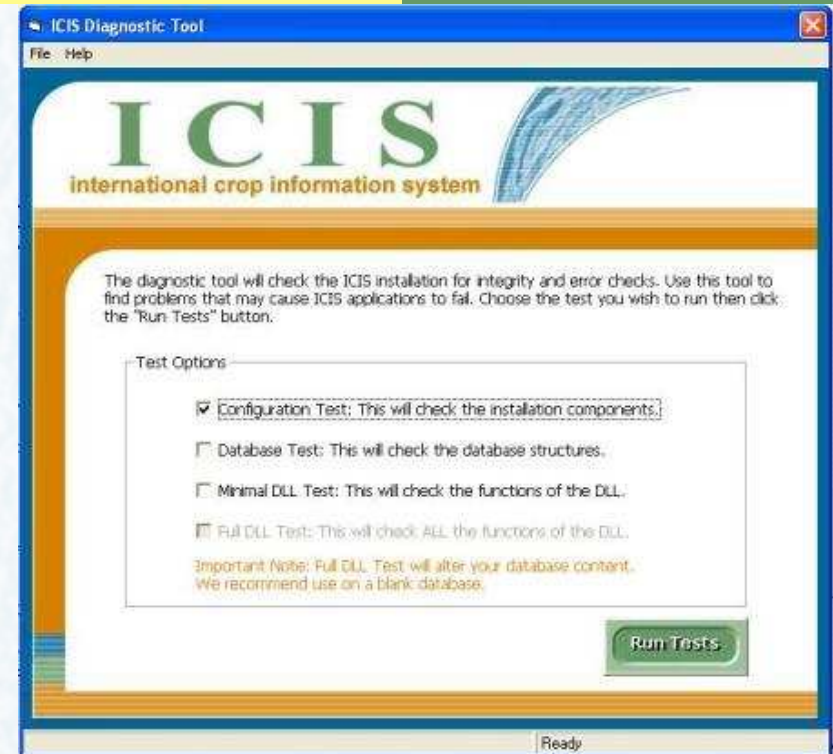 ICIS Diagnostic Tool
File Help
ICIS
international crop information system
The diagnostic tool will check the ICIS installation for integrity and error checks. Use this tool to
find problems that may cause ICIS applications to fail. Choose the test you wish to run then click
the "Run Tests" button.
Test Options
Configuration Test: This will check the installation components.
Database Test: This will check the database structures.
Minimal DLL Test: This will check the functions of the DLL.
Full DLL Test: This will check ALL the functions of the DLL.
Important Note: Full DLL Test will alter your database content.
We recommend use on a blank database.
Run Tests
Ready